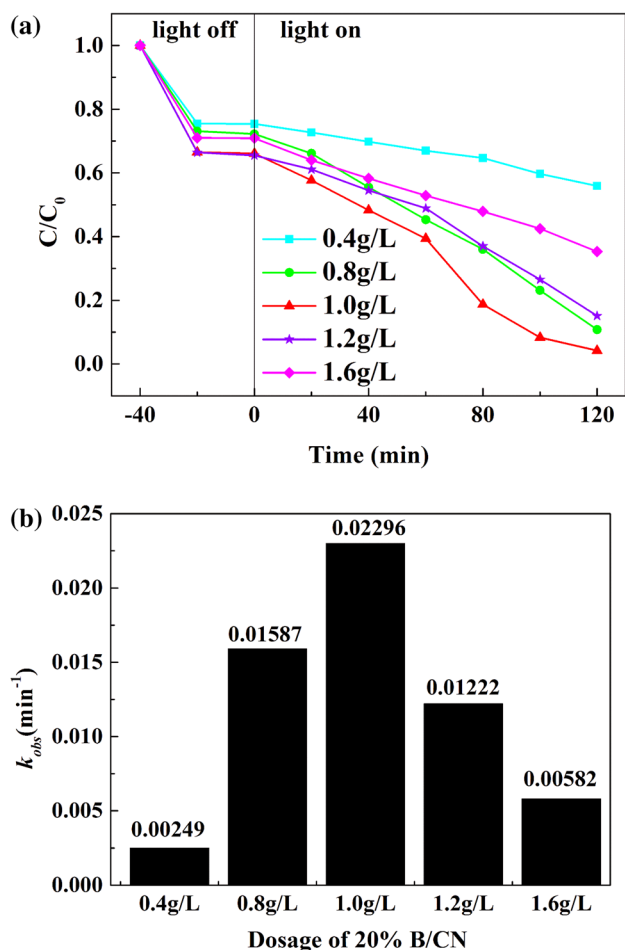 (a)
light off light on
1.0
0.8
0.6
0.4
0.2
0.0
C/C0
0.4g/L
0.8g/L
1.0g/L
1.2g/L
1.6g/L
-40 0 40 80 120
Time (min)
(b)
0.025
0.020
0.015
0.010
0.005
0.000
kobs(min-1)
0.00249
0.01587
0.02296
0.01222
0.00582
0.4g/L 0.8g/L 1.0g/L 1.2g/L 1.6g/L
Dosage of 20% B/CN